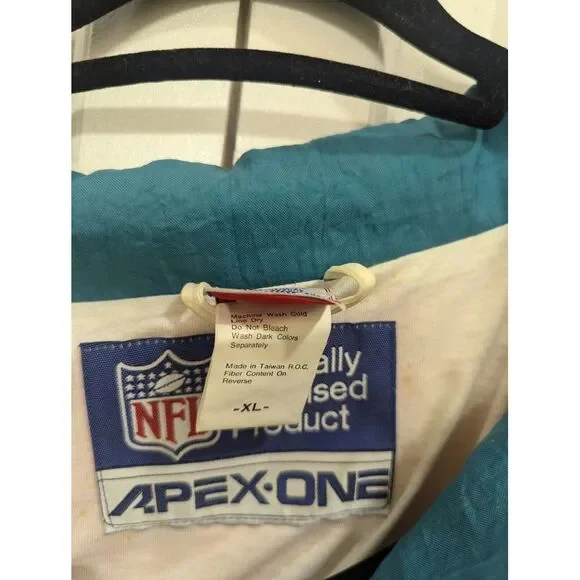 Machine Wash Cold
Line Dry
Do Not Bleach
Wash Dark Colors
Separately
Made in Taiwan R.O.C.
Fiber Content On
Reverse
-XL-
NFL
ally
sed
Product
APEX·ONE